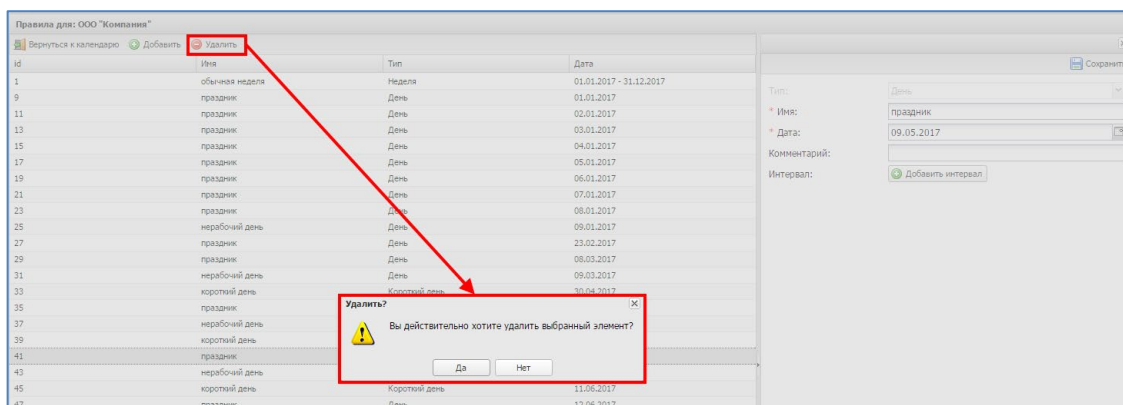 Правила для: ООО "Компания"
Вернуться к календарю Добавить Удалить
Id Имя Тип Дата
1 обычная неделя Неделя 01.01.2017 - 31.12.2017
9 праздник День 01.01.2017
11 праздник День 02.01.2017
13 праздник День 03.01.2017
15 праздник День 04.01.2017
17 праздник День 05.01.2017
19 праздник День 06.01.2017
21 праздник День 07.01.2017
23 праздник День 08.01.2017
25 нерабочий день День 09.01.2017
27 праздник День 23.02.2017
29 праздник День 08.03.2017
31 нерабочий день День 09.03.2017
33 короткий день Короткий день 30.04.2017
35 праздник
37 нерабочий день
39 короткий день
41 праздник
43 нерабочий день
45 короткий день Короткий день 11.06.2017
47 праздник День 12.06.2017
Удалить?
Вы действительно хотите удалить выбранный элемент?
Да Нет
Сохранить
Тип: День
* Имя: праздник
* Дата: 09.05.2017
Комментарий:
Интервал: Добавить интервал